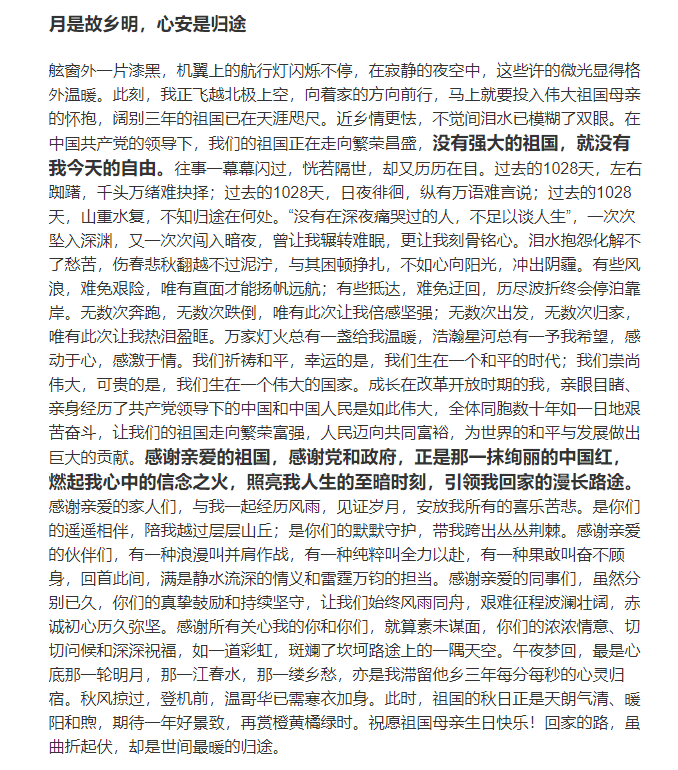 月是故乡明，心安是归途
舷窗外一片漆黑，机翼上的航行灯闪烁不停，在寂静的夜空中，这些许的微光显得格
外温暖。此刻，我正飞越北极上空，向着家的方向前行，马上就要投入伟大祖国母亲
的怀抱，阔别三年的祖国已在天涯咫尺。近乡情更怯，不觉间泪水已模糊了双眼。在
中国共产党的领导下，我们的祖国正在走向繁荣昌盛，没有强大的祖国，就没有
我今天的自由。往事一幕幕闪过，恍若隔世，却又历历在目。过去的1028天，左右
踟躇，千头万绪难抉择；过去的1028天，日夜徘徊，纵有万语难言说；过去的1028
天，山重水复，不知归途在何处。“没有在深夜痛哭过的人，不足以谈人生”，一次次
坠入深渊，又一次次闯入暗夜，曾让我辗转难眠，更让我刻骨铭心。泪水抱怨化解不
了愁苦，伤春悲秋翻越不过泥泞，与其困顿挣扎，不如心向阳光，冲出阴霾。有些风
浪，难免艰险，唯有直面才能扬帆远航；有些抵达，难免迂回，历尽波折终会停泊靠
岸。无数次奔跑，无数次跌倒，唯有此次让我倍感坚强；无数次出发，无数次归家，
唯有此次让我热泪盈眶。万家灯火总有一盏给我温暖，浩瀚星河总有一予我希望，感
动于心，感激于情。我们祈祷和平，幸运的是，我们生在一个和平的时代；我们崇尚
伟大，可贵的是，我们生在一个伟大的国家。成长在改革开放时期的我，亲眼目睹、
亲身经历了共产党领导下的中国和中国人民是如此伟大，全体同胞数十年如一日地艰
苦奋斗，让我们的祖国走向繁荣富强，人民迈向共同富裕，为世界的和平与发展做出
巨大的贡献。感谢亲爱的祖国，感谢党和政府，正是那一抹绚丽的中国红，
燃起我心中的信念之火，照亮我人生的至暗时刻，引领我回家的漫长路途。
感谢亲爱的家人们，与我一起经历风雨，见证岁月，安放我所有的喜乐苦悲。是你们
的遥遥相伴，陪我越过层层山丘；是你们的默默守护，带我跨出丛丛荆棘。感谢亲爱
的伙伴们，有一种浪漫叫并肩作战，有一种纯粹叫全力以赴，有一种果敢叫奋不顾
身，回首此间，满是静水流深的情义和雷霆万钧的担当。感谢亲爱的同事们，虽然分
别已久，你们的真挚鼓励和持续坚守，让我们始终风雨同舟，艰难征程波澜壮阔，赤
诚初心历久弥坚。感谢所有关心我的你和你们，就算素未谋面，你们的浓浓情意、切
切问候和深深祝福，如一道彩虹，斑斓了坎坷路途上的一隅天空。午夜梦回，最是心
底那一轮明月，那一江春水，那一缕乡愁，亦是我滞留他乡三年每分每秒的心灵归
宿。秋风掠过，登机前，温哥华已需寒衣加身。此时，祖国的秋日正是天朗气清、暖
阳和煦，期待一年好景致，再赏橙黄橘绿时。祝愿祖国母亲生日快乐！回家的路，虽
曲折起伏，却是世间最暖的归途。